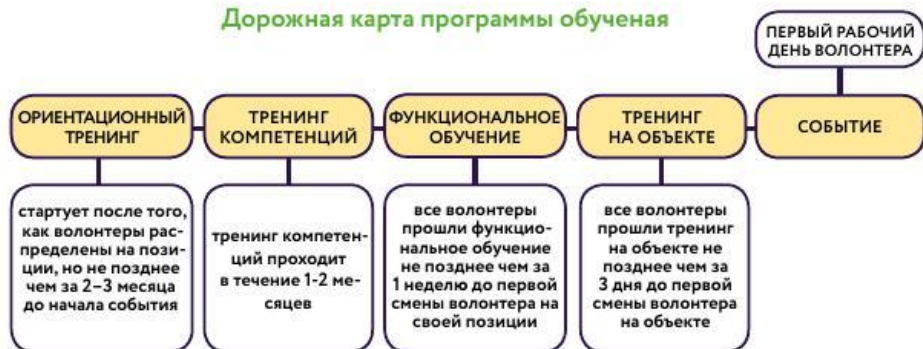 Дорожная карта программы обученая
ПЕРВЫЙ РАБОЧИЙ
ДЕНЬ ВОЛОНТЕРА
ОРИЕНТАЦИОННЫЙ
ТРЕНИНГ
ТРЕНИНГ
КОМПЕТЕНЦИЙ
ФУНКЦИОНАЛЬНОЕ
ОБУЧЕНИЕ
ТРЕНИНГ
НА ОБЪЕКТЕ
СОБЫТИЕ
стартует после того,
как волонтеры рас-
пределены на пози-
ции, но не позднее
чем за 2–3 месяца
до начала события
тренинг компетен-
ций проходит
в течение 1-2 ме-
сяцев
все волонтеры
прошли функцио-
нальное обучение
не позднее чем за
1 неделю до первой
смены волонтера на
своей позиции
все волонтеры
прошли тренинг
на объекте не
позднее чем за
3 дня до первой
смены волонтера
на объекте